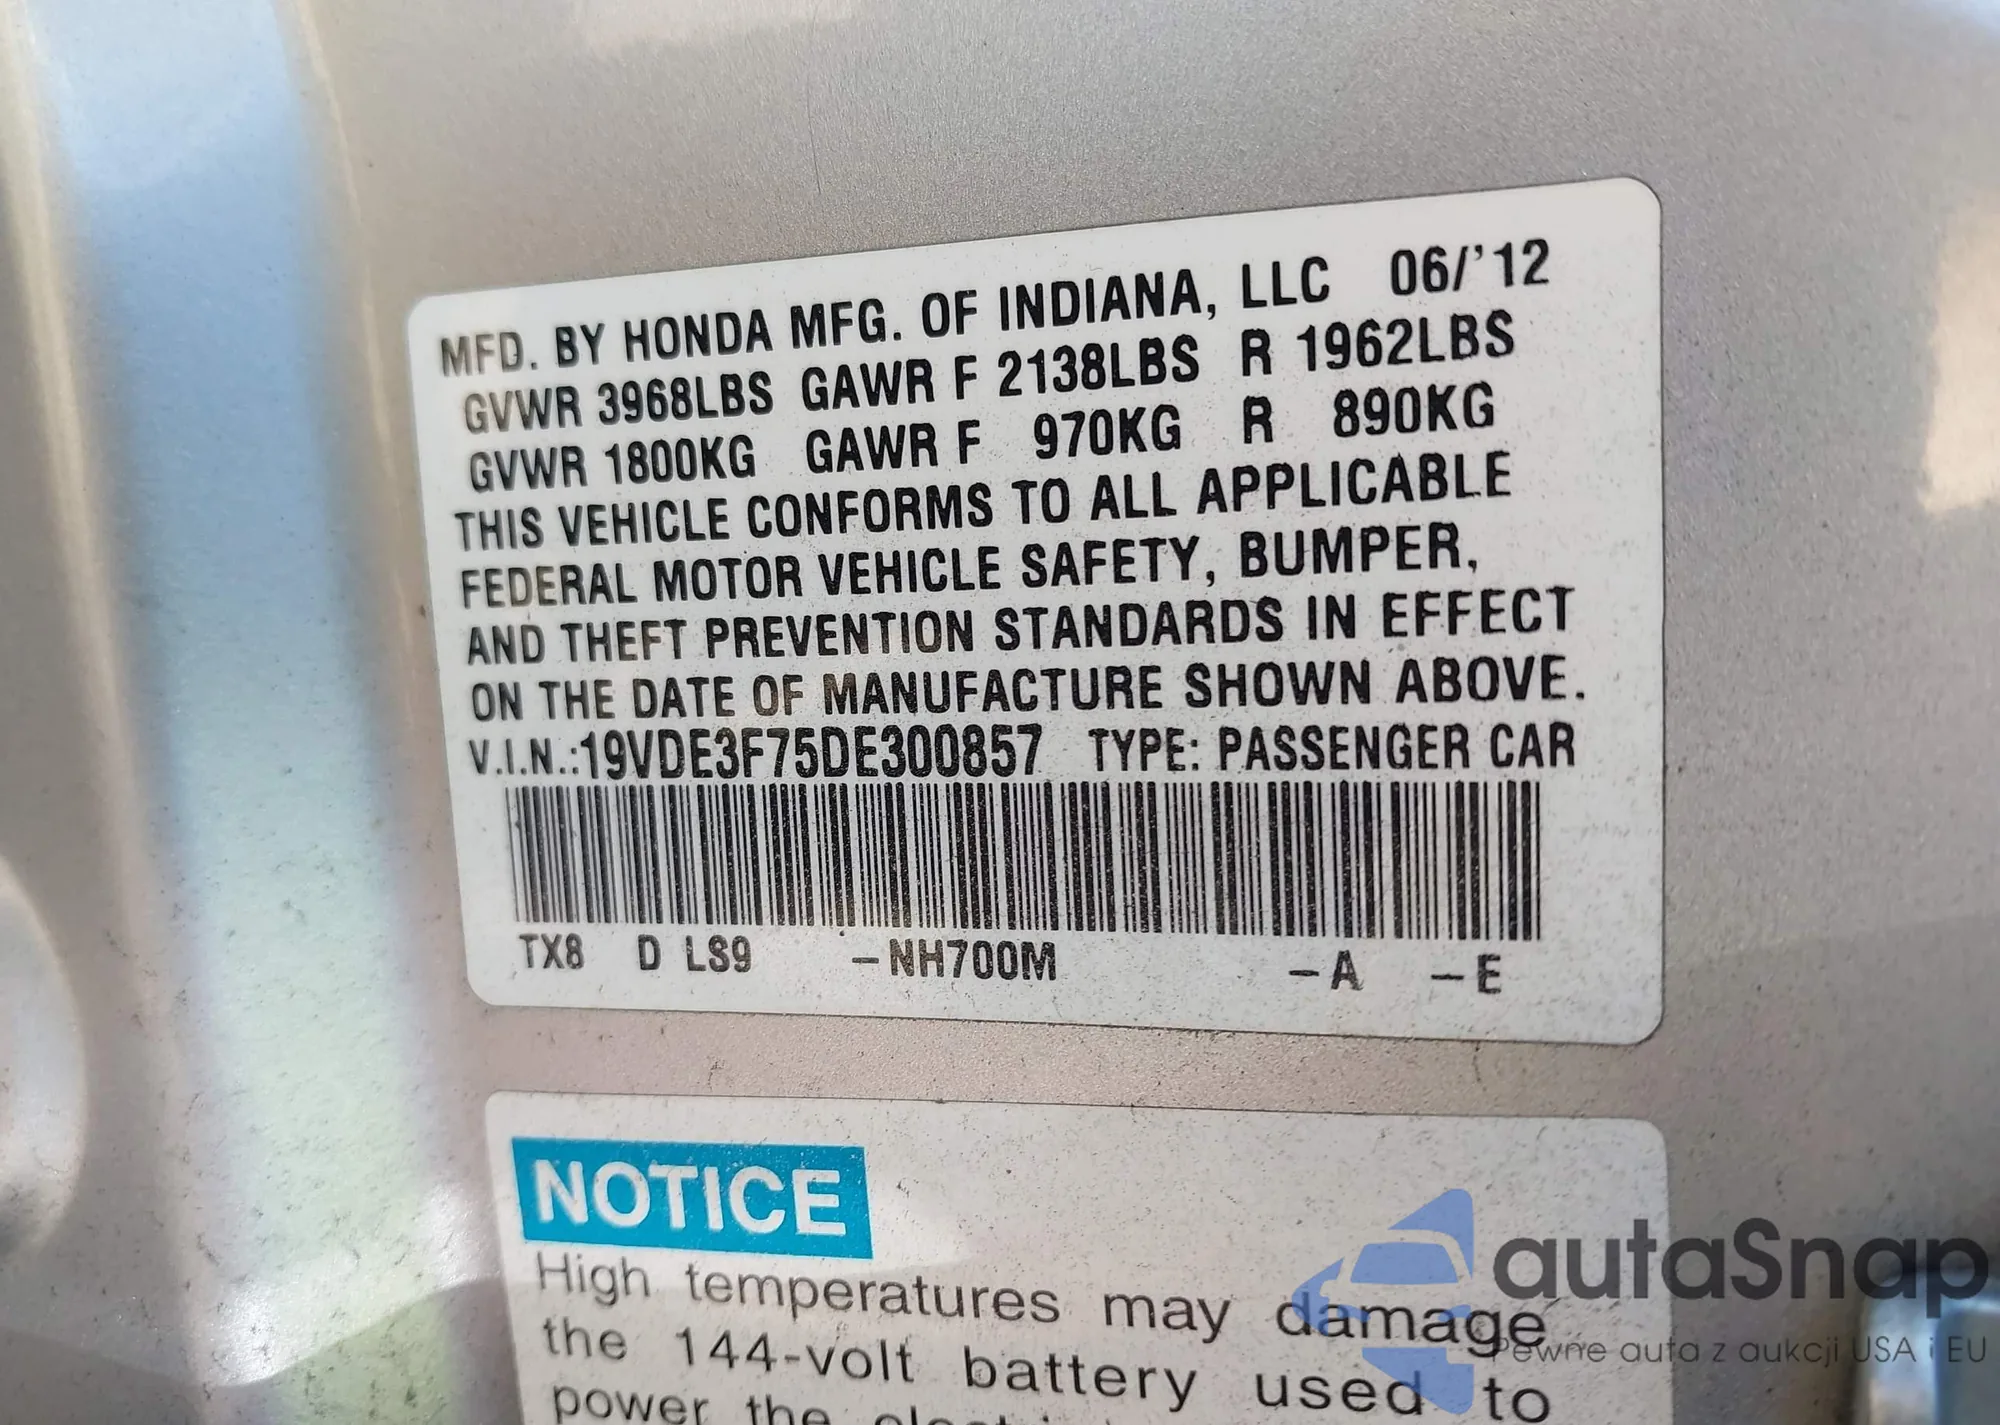 MFD. BY HONDA MFG. OF INDIANA, LLC 06/'12
GVWR 3968LBS GAWR F 2138LBS R 1962LBS
GVWR 1800KG GAWR F 970KG R 890KG
THIS VEHICLE CONFORMS TO ALL APPLICABLE
FEDERAL MOTOR VEHICLE SAFETY, BUMPER,
AND THEFT PREVENTION STANDARDS IN EFFECT
ON THE DATE OF MANUFACTURE SHOWN ABOVE.
V.I.N.:19VDE3F75DE300857 TYPE: PASSENGER CAR
TX8 D LS9 -NH700M -A -E
NOTICE
High temperatures may damage
the 144-volt battery used to
power the
autaSnap
Pewne auta z aukcji USA i EU